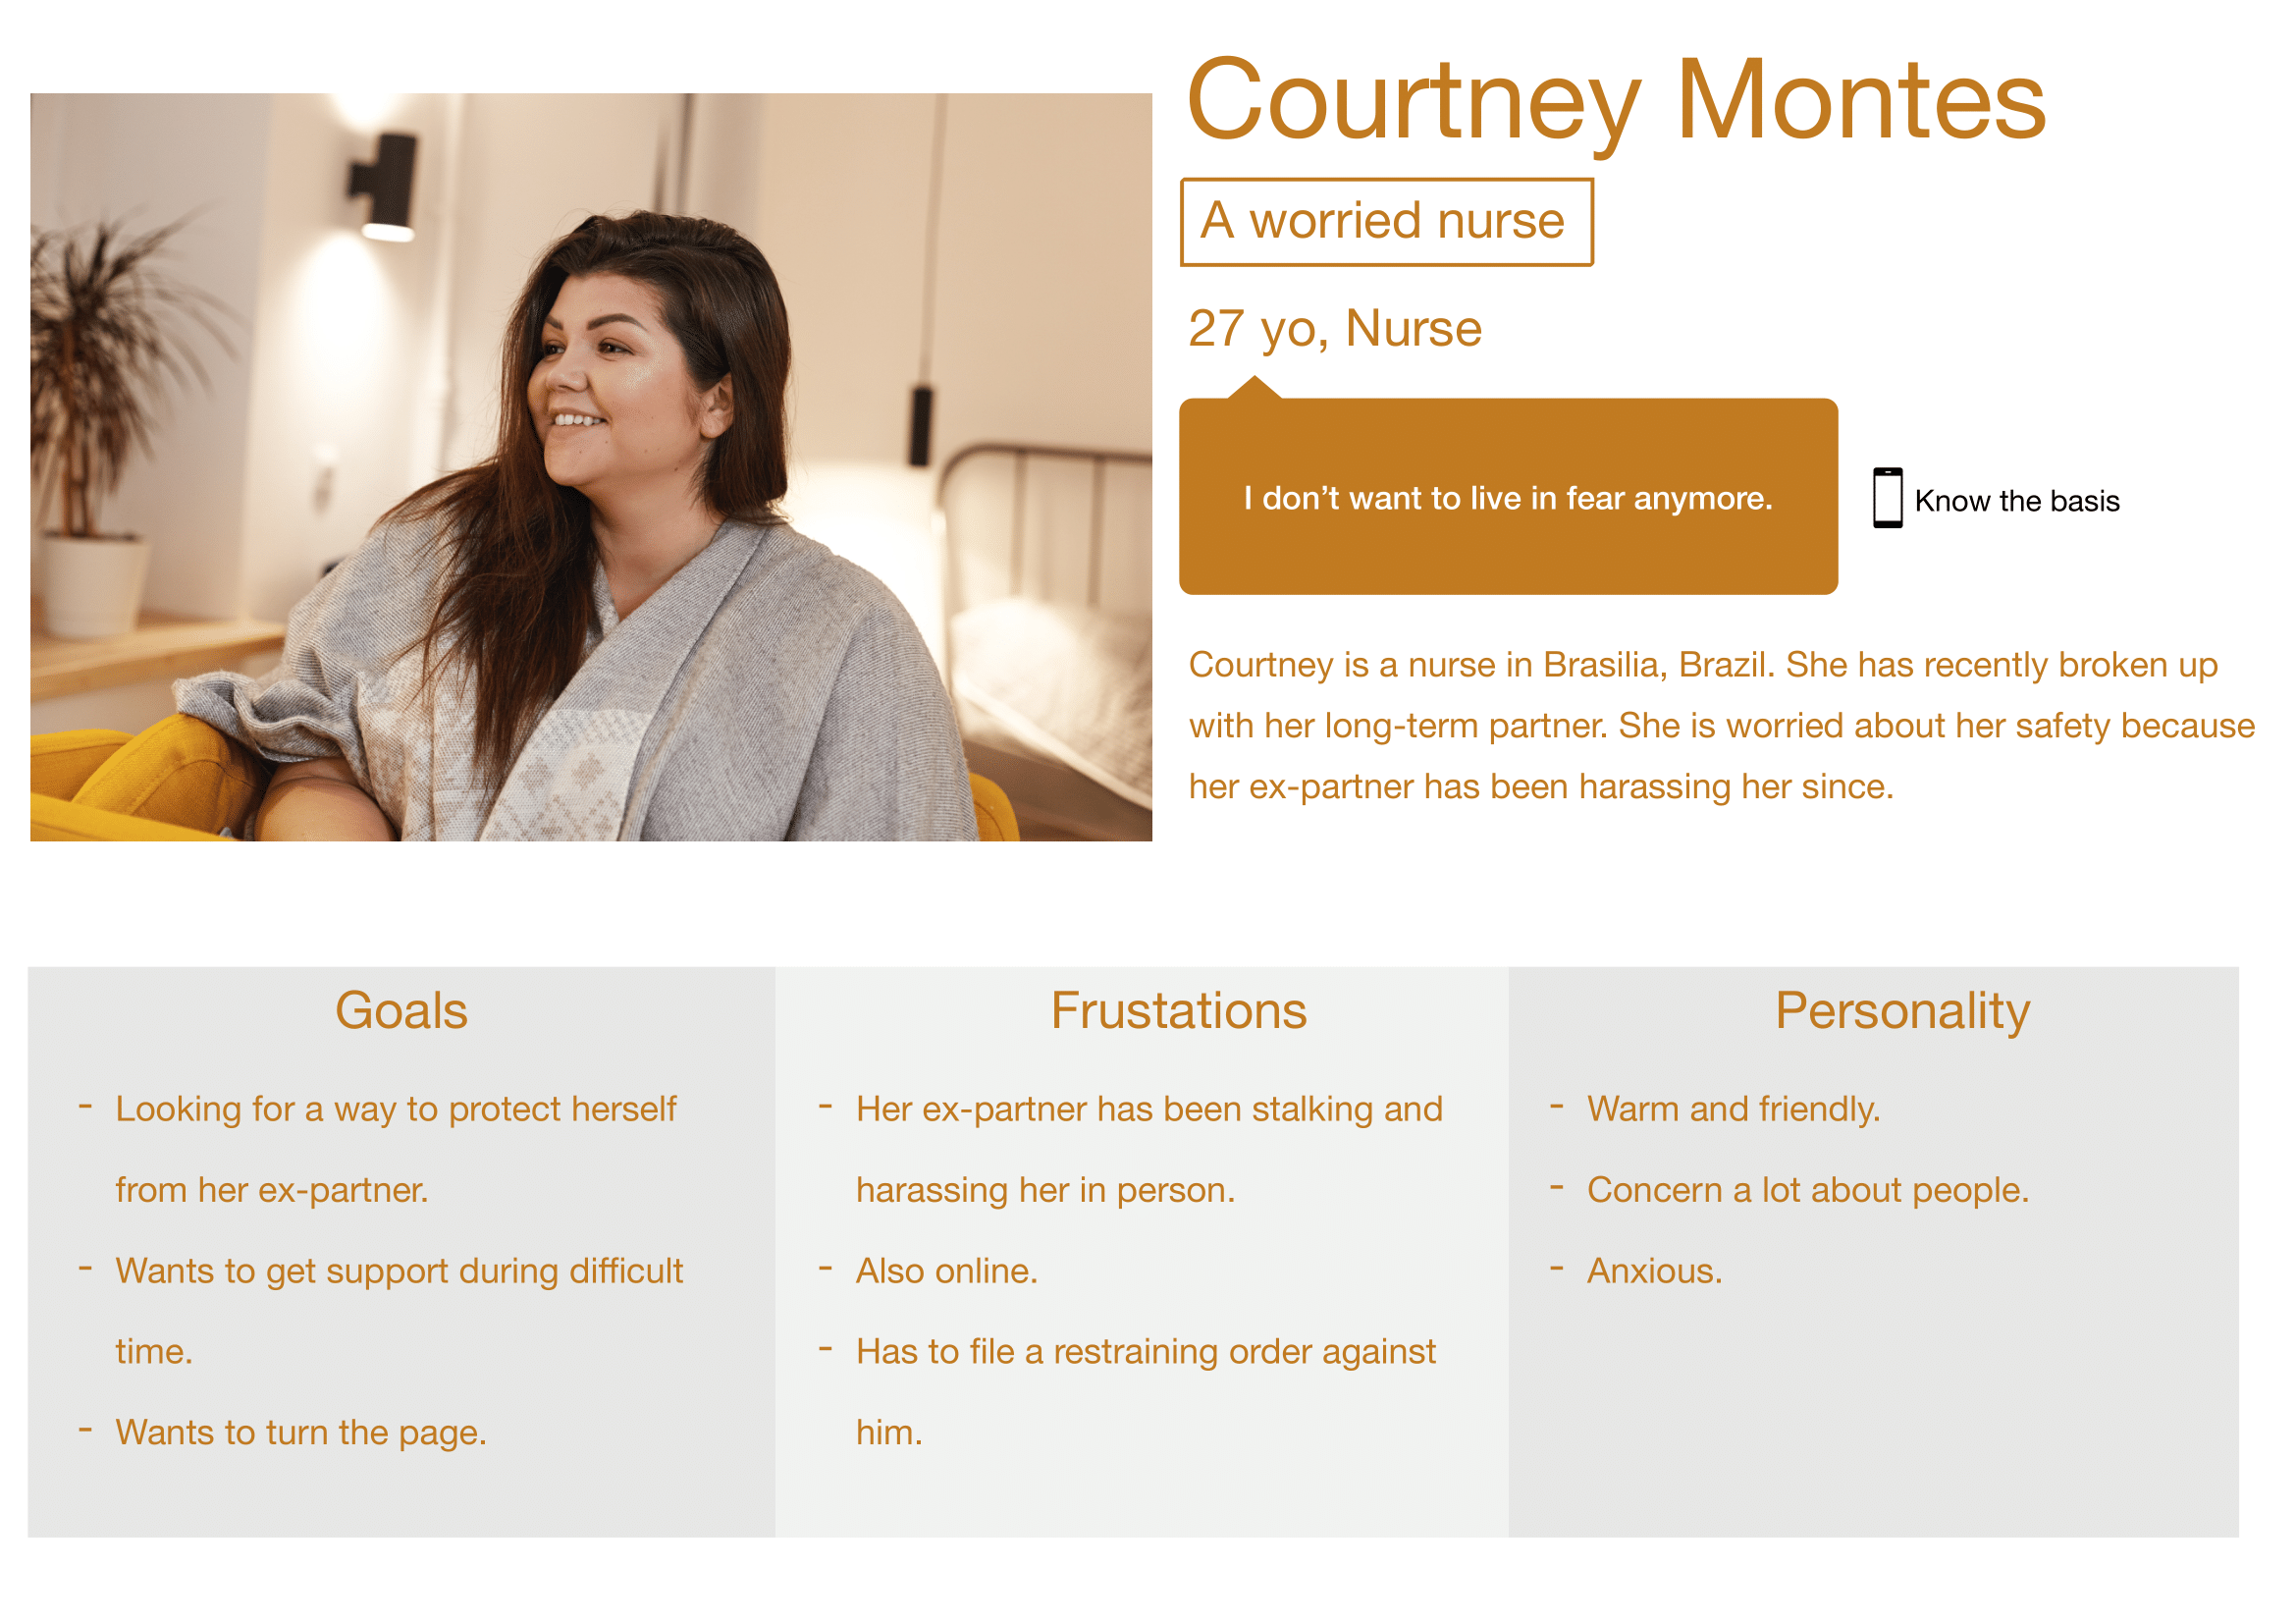 Courtney Montes
A worried nurse
27 yo, Nurse
I don’t want to live in fear anymore.
Know the basis
Courtney is a nurse in Brasilia, Brazil. She has recently broken up
with her long-term partner. She is worried about her safety because
her ex-partner has been harassing her since.
Goals
- Looking for a way to protect herself
from her ex-partner.
- Wants to get support during difficult
time.
- Wants to turn the page.
Frustations
- Her ex-partner has been stalking and
harassing her in person.
- Also online.
- Has to file a restraining order against
him.
Personality
- Warm and friendly.
- Concern a lot about people.
- Anxious.